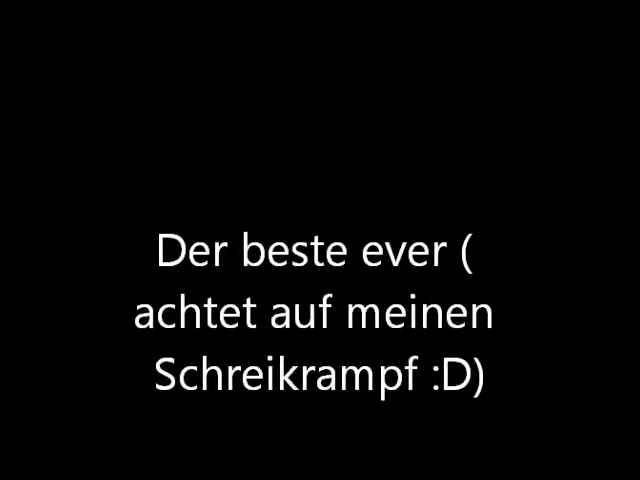 Der beste ever (
achtet auf meinen
Schreikrampf :D)